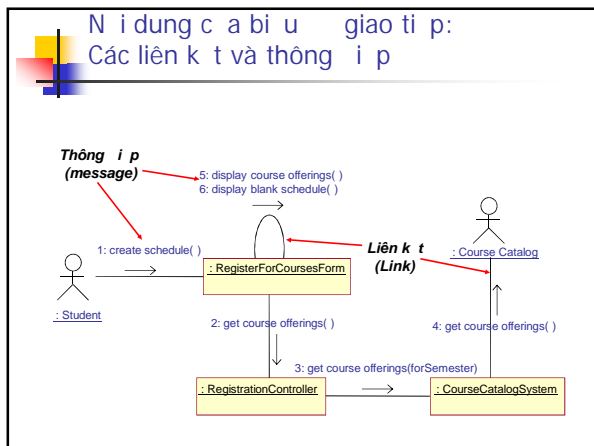 N i dung c a bi u giao ti p:
Các liên k t và thông i p
Thông i p
(message)
5: display course offerings( )
6: display blank schedule( )
1: create schedule( )
Liên k t
(Link)
: Course Catalog
: RegisterForCoursesForm
: Student
2: get course offerings( )
4: get course offerings( )
3: get course offerings(forSemester)
: RegistrationController
: CourseCatalogSystem